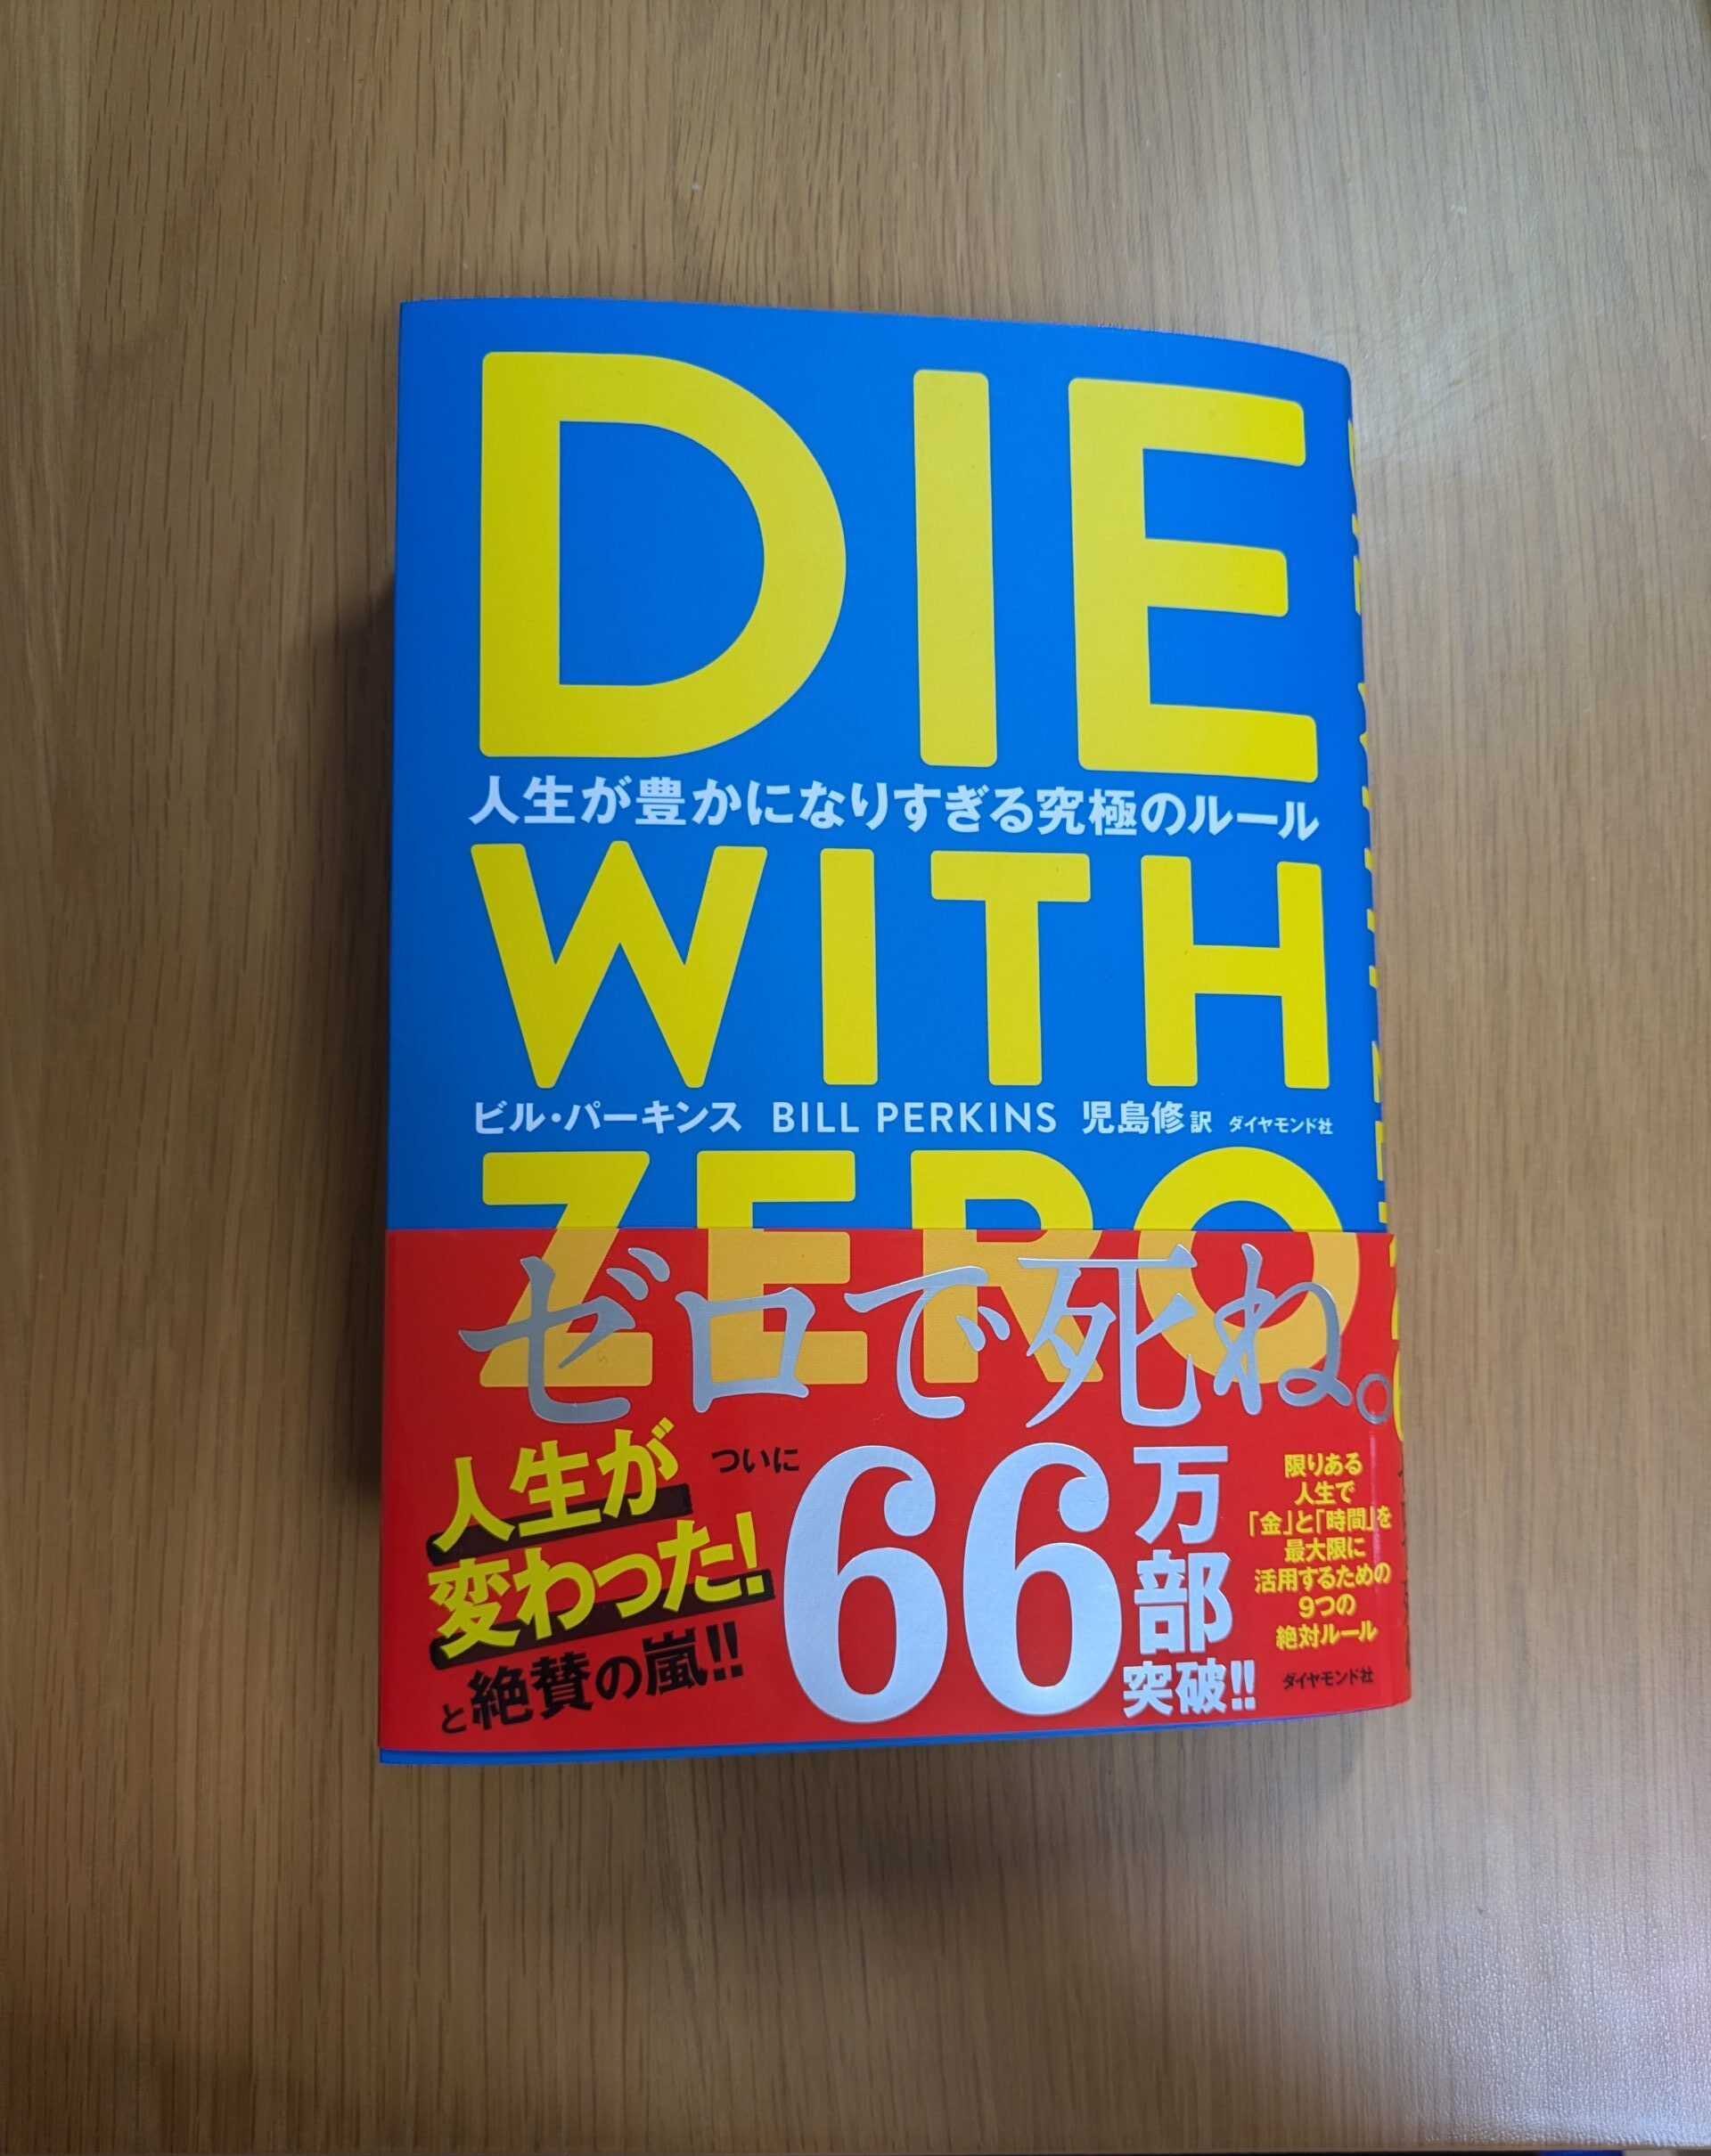 DIE
人生が豊かになりすぎる究極のルール
WITH
ビル・パーキンス BILL PERKINS 児島修 訳 ダイヤモンド社
ZERO
ゼロで死ね。
人生が
変わった!
と絶賛の嵐!!
ついに
66万部
突破!!
限りある
人生で
「金」と「時間」を
最大限に
活用するための
9つの
絶対ルール
ダイヤモンド社